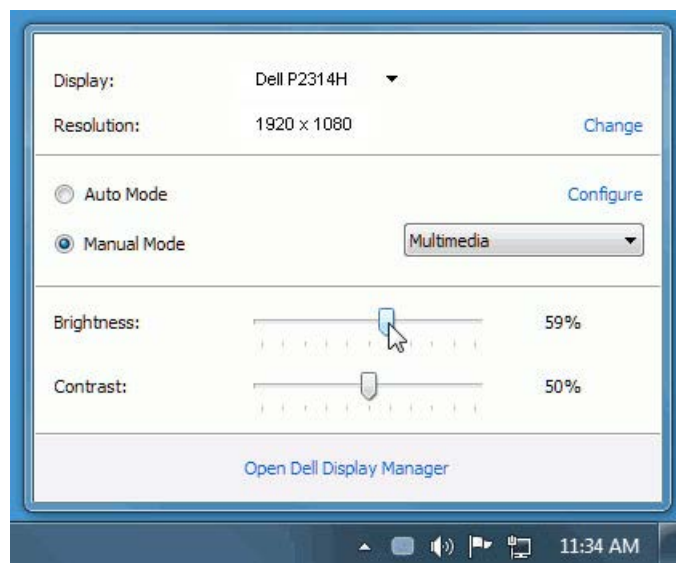 Display: Dell P2314H
Resolution: 1920 x 1080 Change
Auto Mode Configure
Manual Mode Multimedia
Brightness: 59%
Contrast: 50%
Open Dell Display Manager
11:34 AM